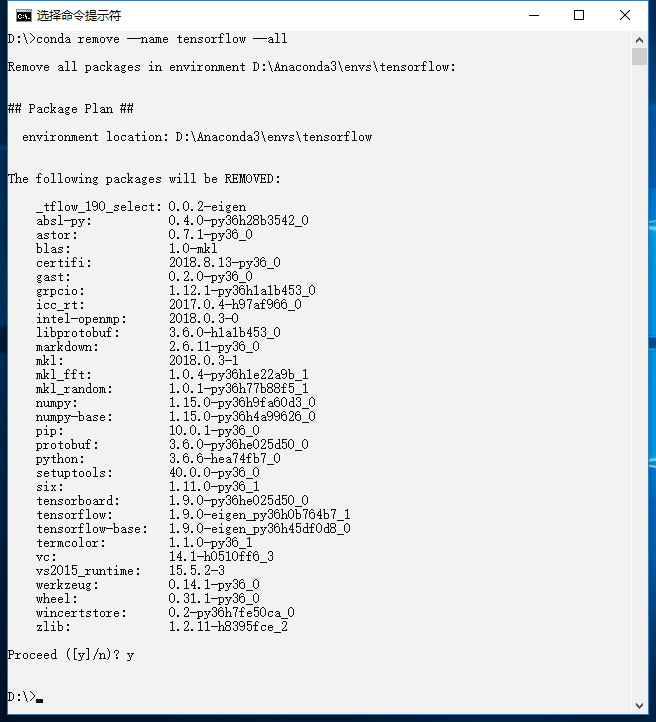 选择命令提示符
D:\>conda remove --name tensorflow --all
Remove all packages in environment D:\Anaconda3\envs\tensorflow:
## Package Plan ##
environment location: D:\Anaconda3\envs\tensorflow
The following packages will be REMOVED:
_tflow_190_select: 0.0.2-eigen
absl-py: 0.4.0-py36h28b3542_0
astor: 0.7.1-py36_0
blas: 1.0-mkl
certifi: 2018.8.13-py36_0
gast: 0.2.0-py36_0
grpcio: 1.12.1-py36h1a1b453_0
icc_rt: 2017.0.4-h97af966_0
intel-openmp: 2018.0.3-0
libprotobuf: 3.6.0-h1a1b453_0
markdown: 2.6.11-py36_0
mkl: 2018.0.3-1
mkl_fft: 1.0.4-py36h1e22a9b_1
mkl_random: 1.0.1-py36h77b88f5_1
numpy: 1.15.0-py36h9fa60d3_0
numpy-base: 1.15.0-py36h4a99626_0
pip: 10.0.1-py36_0
protobuf: 3.6.0-py36he025d50_0
python: 3.6.6-hea74fb7_0
setuptools: 40.0.0-py36_0
six: 1.11.0-py36_1
tensorboard: 1.9.0-py36he025d50_0
tensorflow: 1.9.0-eigen_py36h0b764b7_1
tensorflow-base: 1.9.0-eigen_py36h45df0d8_0
termcolor: 1.1.0-py36_1
vc: 14.1-h0510ff6_3
vs2015_runtime: 15.5.2-3
werkzeug: 0.14.1-py36_0
wheel: 0.31.1-py36_0
wincertstore: 0.2-py36h7fe50ca_0
zlib: 1.2.11-h8395fce_2
Proceed ([y]/n)? y
D:\>